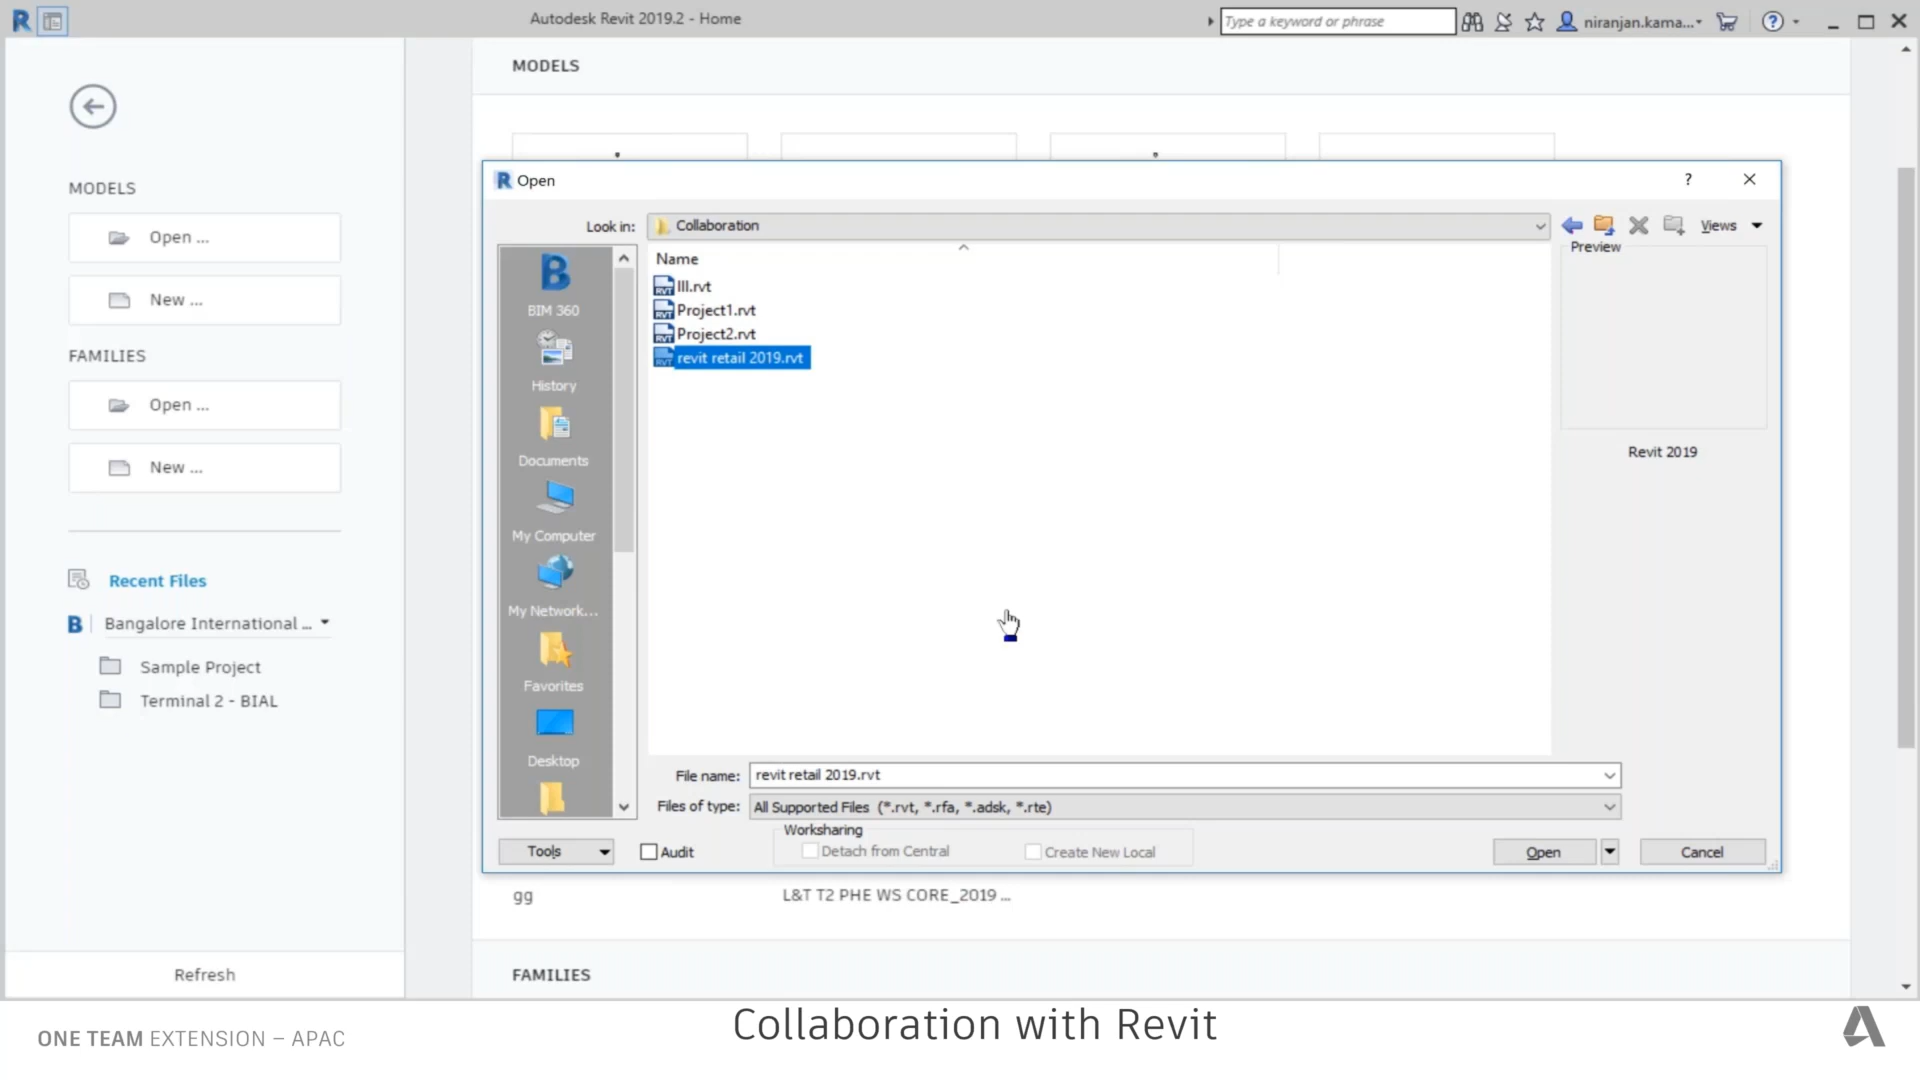 Autodesk Revit 2019.2 - Home
Type a keyword or phrase
niranjan.kama...
MODELS
MODELS
Open ...
New ...
FAMILIES
Open ...
New ...
Recent Files
Bangalore International ...
Sample Project
Terminal 2 - BIAL
Refresh
Open
Look in:
Collaboration
Views
Preview
Name
III.rvt
Project1.rvt
Project2.rvt
revit retail 2019.rvt
BIM 360
History
Documents
My Computer
My Network...
Favorites
Desktop
Revit 2019
File name:
revit retail 2019.rvt
Files of type:
All Supported Files (*.rvt, *.rfa, *.adsk, *.rte)
Worksharing
Tools
Audit
Detach from Central
Create New Local
Open
Cancel
gg
L&T T2 PHE WS CORE_2019 ...
FAMILIES
ONE TEAM EXTENSION – APAC
Collaboration with Revit